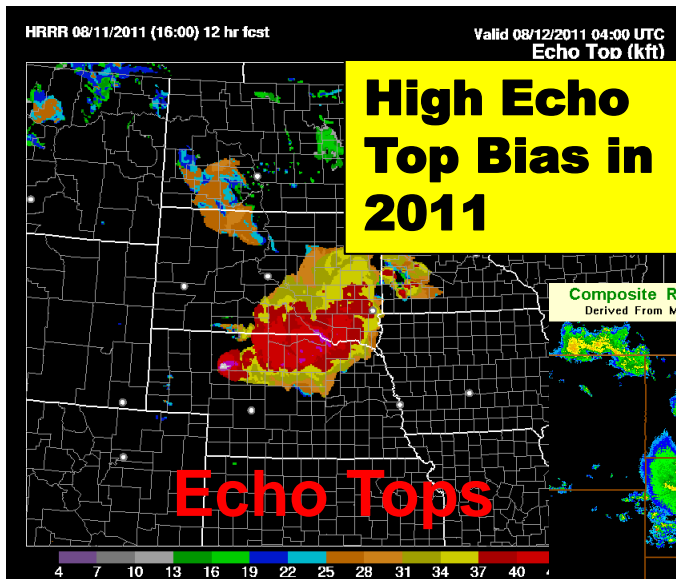 HRRR 08/11/2011 (16:00) 12 hr fcst
Valid 08/12/2011 04:00 UTC
Echo Top (kft)
High Echo
Top Bias in
2011
Composite R
Derived From M
Echo Tops
4 7 10 13 16 19 22 25 28 31 34 37 40